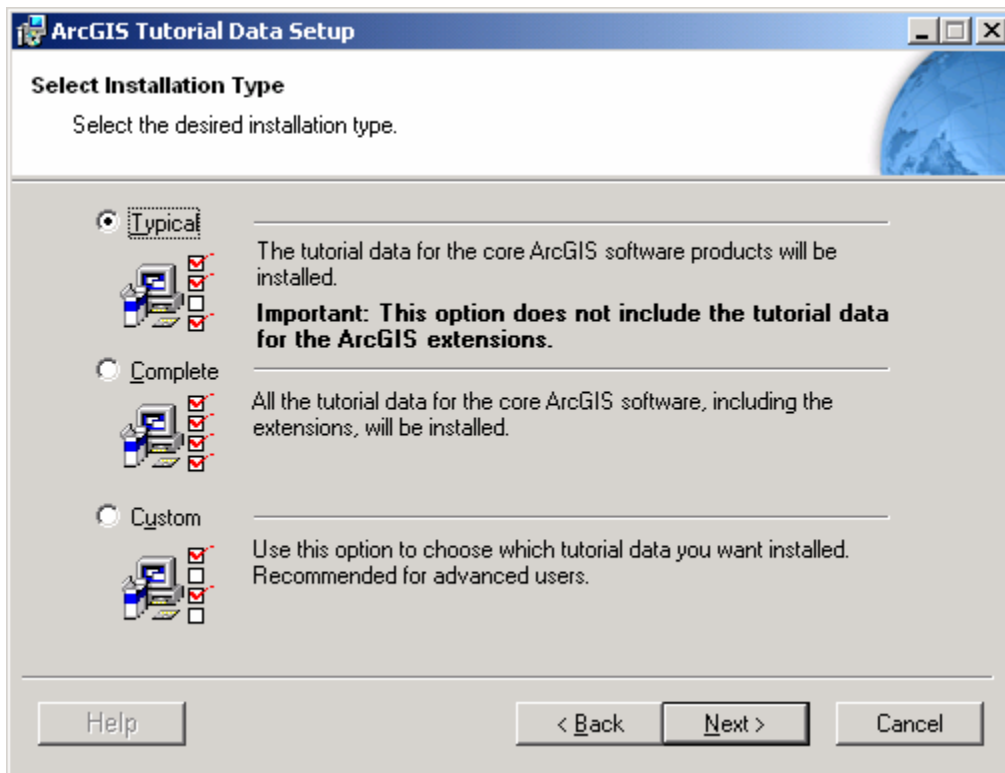 ArcGIS Tutorial Data Setup
Select Installation Type
Select the desired installation type.
Typical
The tutorial data for the core ArcGIS software products will be
installed.
Important: This option does not include the tutorial data
for the ArcGIS extensions.
Complete
All the tutorial data for the core ArcGIS software, including the
extensions, will be installed.
Custom
Use this option to choose which tutorial data you want installed.
Recommended for advanced users.
Help
< Back
Next >
Cancel